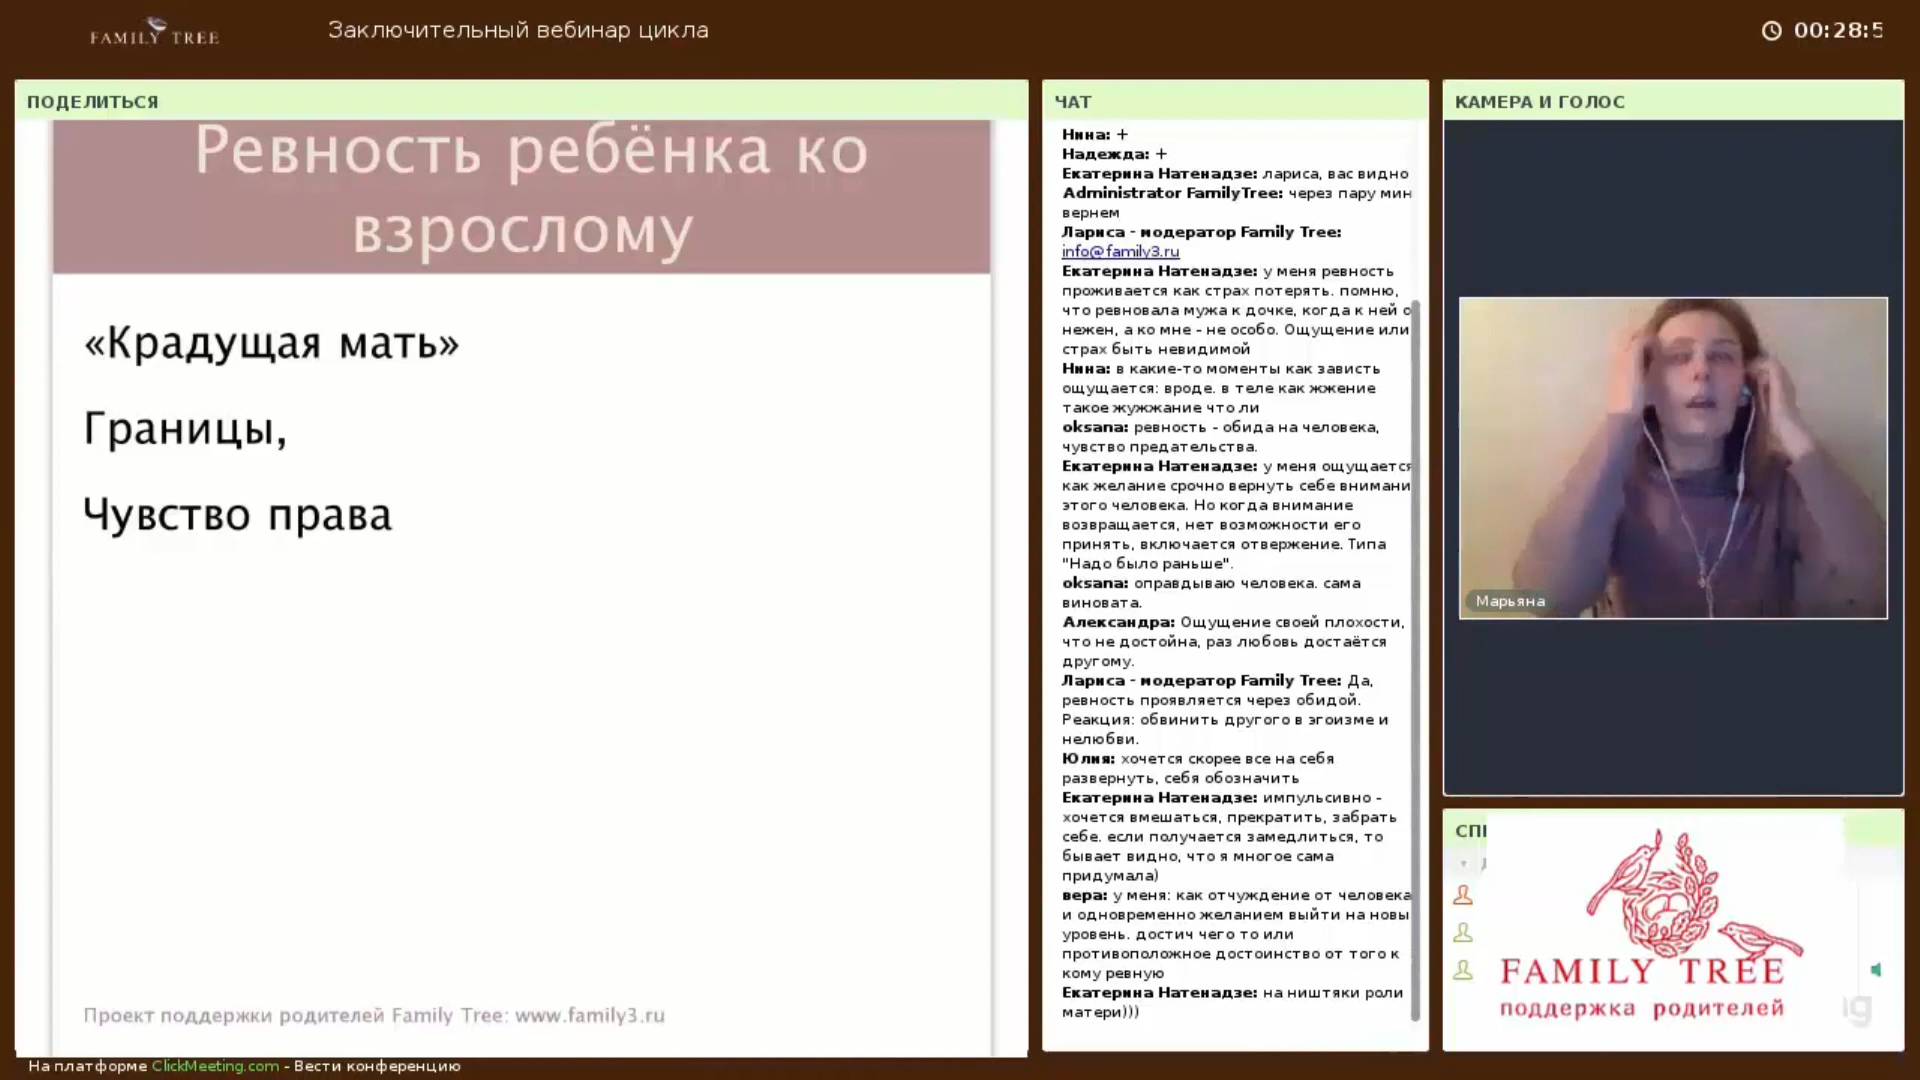 FAMILY TREE
Заключительный вебинар цикла
00:28:5
ПОДЕЛИТЬСЯ
Ревность ребёнка ко
взрослому
«Крадущая мать»
Границы,
Чувство права
Проект поддержки родителей Family Tree: www.family3.ru
ЧАТ
Нина: +
Надежда: +
Екатерина Натенадзе: лариса, вас видно
Administrator FamilyTree: через пару мин
вернем
Лариса - модератор Family Tree:
info@family3.ru
Екатерина Натенадзе: у меня ревность
проживается как страх потерять. помню,
что ревновала мужа к дочке, когда к ней о
нежен, а ко мне - не особо. Ощущение или
страх быть невидимой
Нина: в какие-то моменты как зависть
ощущается: вроде. в теле как жжение
такое жужжание что ли
oksana: ревность - обида на человека,
чувство предательства.
Екатерина Натенадзе: у меня ощущается
как желание срочно вернуть себе внимани
этого человека. Но когда внимание
возвращается, нет возможности его
принять, включается отвержение. Типа
"Надо было раньше".
oksana: оправдываю человека. сама
виновата.
Александра: Ощущение своей плохости,
что не достойна, раз любовь достаётся
другому.
Лариса - модератор Family Tree: Да,
ревность проявляется через обидой.
Реакция: обвинить другого в эгоизме и
нелюбви.
Юлия: хочется скорее все на себя
развернуть, себя обозначить
Екатерина Натенадзе: импульсивно -
хочется вмешаться, прекратить, забрать
себе. если получается замедлиться, то
бывает видно, что я многое сама
придумала)
вера: у меня: как отчуждение от человека
и одновременно желанием выйти на новы
уровень. достич чего то или
противоположное достоинство от того к
кому ревную
Екатерина Натенадзе: на ништяки роли
матери)))
КАМЕРА И ГОЛОС
Марьяна
СПИ
FAMILY TREE
поддержка родителей
На платформе ClickMeeting.com - Вести конференцию